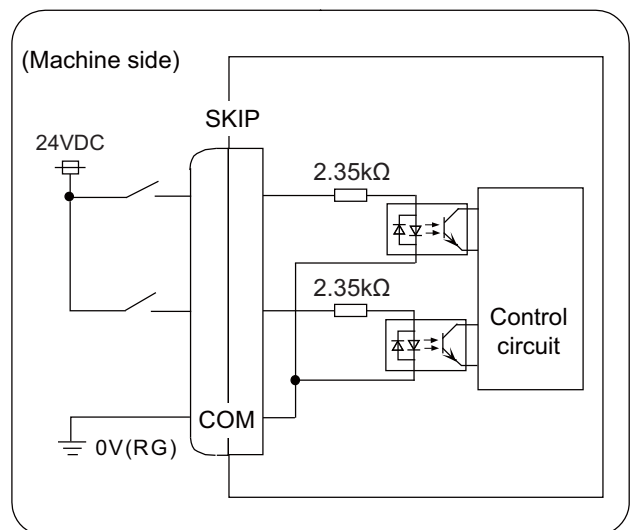 (Machine side)
SKIP
24VDC
2.35kΩ
2.35kΩ
Control
circuit
COM
0V(RG)